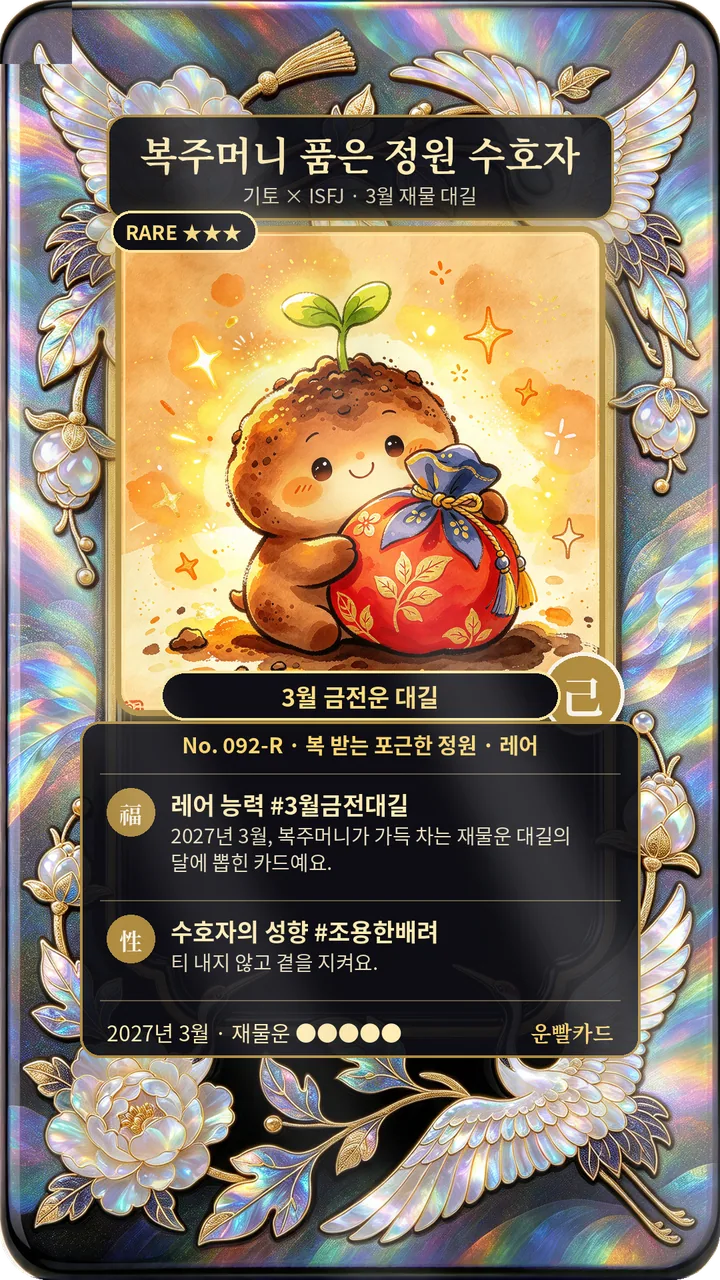 복주머니 품은 정원 수호자
기토 × ISFJ · 3월 재물 대길
RARE ★★★
3월 금전운 대길
己
No. 092-R · 복 받는 포근한 정원 · 레어
福
레어 능력 #3월금전대길
2027년 3월, 복주머니가 가득 차는 재물운 대길의
달에 뽑힌 카드예요.
性
수호자의 성향 #조용한배려
티 내지 않고 곁을 지켜요.
2027년 3월 · 재물운 ●●●●●
운빨카드